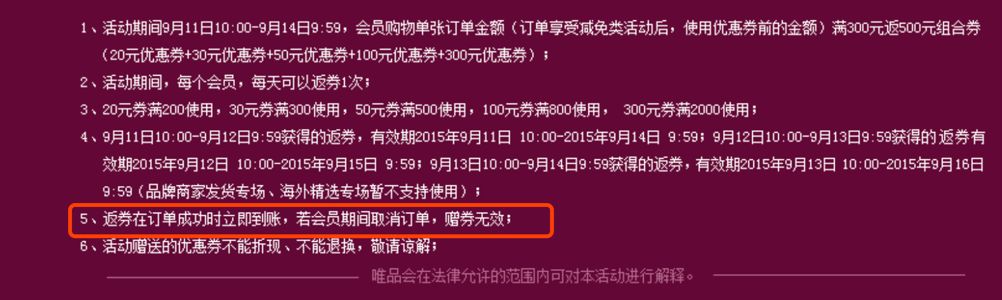 1、活动期间9月11日10:00-9月14日9:59，会员购物单张订单金额（订单享受减免类活动后，使用优惠券前的金额）满300元返500元组合券
（20元优惠券+30元优惠券+50元优惠券+100元优惠券+300元优惠券）；
2、活动期间，每个会员，每天可以返券1次；
3、20元券满200使用，30元券满300使用，50元券满500使用，100元券满800使用， 300元券满2000使用；
4、9月11日10:00-9月12日9:59获得的返券，有效期2015年9月11日 10:00-2015年9月14日 9:59；9月12日10:00-9月13日9:59获得的返券有
效期2015年9月12日 10:00-2015年9月15日 9:59；9月13日10:00-9月14日9:59获得的返券，有效期2015年9月13日 10:00-2015年9月16日
9:59（品牌商家发货专场、海外精选专场暂不支持使用）；
5、返券在订单成功时立即到账，若会员期间取消订单，赠券无效；
6、活动赠送的优惠券不能折现、不能退换，敬请谅解；
唯品会在法律允许的范围内可对本活动进行解释。